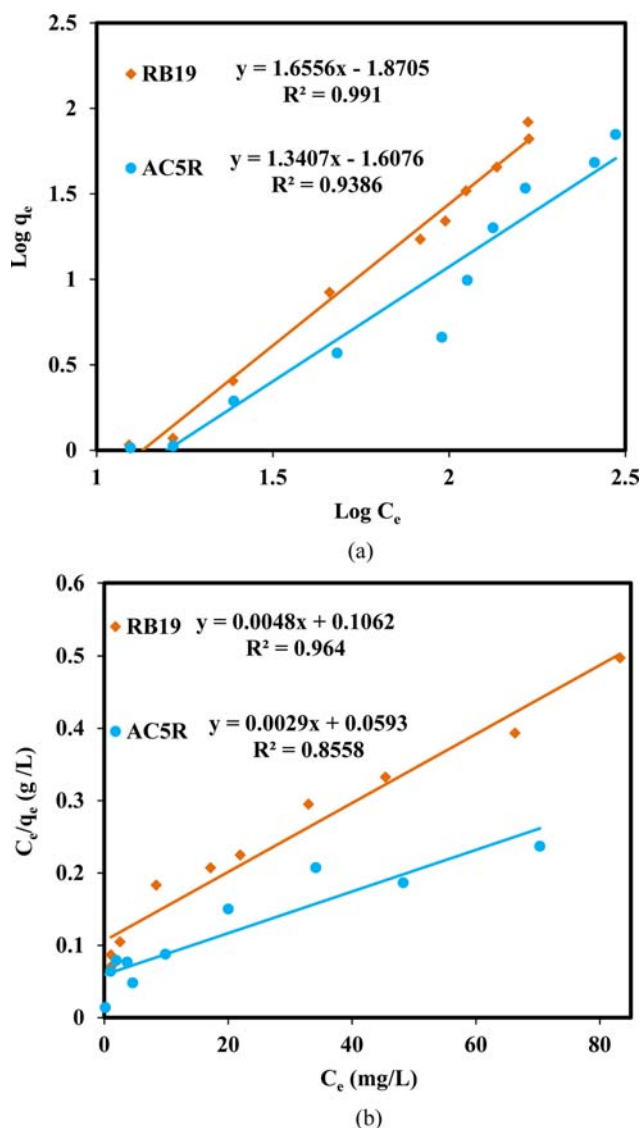 2.5
2
1.5
1
0.5
0
Log qₑ
RB19
y = 1.6556x - 1.8705
R² = 0.991
AC5R
y = 1.3407x - 1.6076
R² = 0.9386
1 1.5 2 2.5
Log Cₑ
(a)
0.6
0.5
0.4
0.3
0.2
0.1
0
Cₑ/qₑ (g /L)
RB19 y = 0.0048x + 0.1062
R² = 0.964
AC5R y = 0.0029x + 0.0593
R² = 0.8558
0 20 40 60 80
Cₑ (mg/L)
(b)